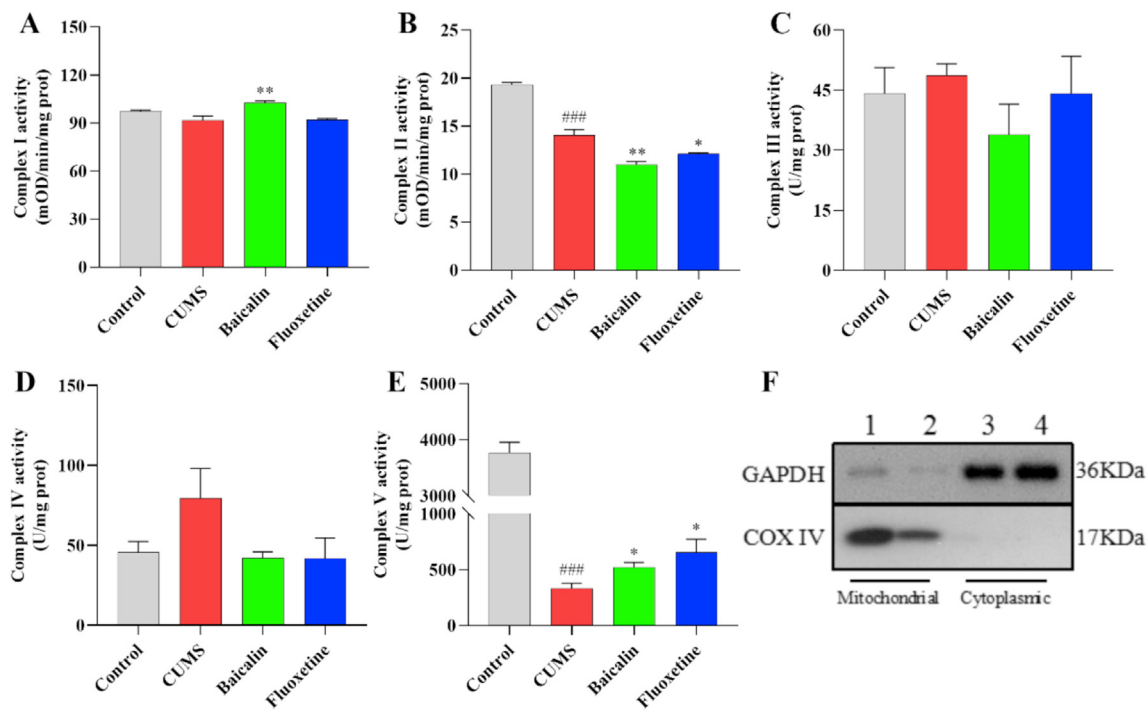 A
Complex I activity
(mOD/min/mg prot)
150
120
90
60
30
0
**
Control
CUMS
Baicalin
Fluoxetine
B
Complex II activity
(mOD/min/mg prot)
25
20
15
10
5
0
###
**
*
Control
CUMS
Baicalin
Fluoxetine
C
Complex III activity
(U/mg prot)
60
45
30
15
0
Control
CUMS
Baicalin
Fluoxetine
D
Complex IV activity
(U/mg prot)
150
100
50
0
Control
CUMS
Baicalin
Fluoxetine
E
Complex V activity
(U/mg prot)
5000
4000
3000
1000
500
0
###
*
*
Control
CUMS
Baicalin
Fluoxetine
F
1 2 3 4
GAPDH 36KDa
COX IV 17KDa
Mitochondrial Cytoplasmic